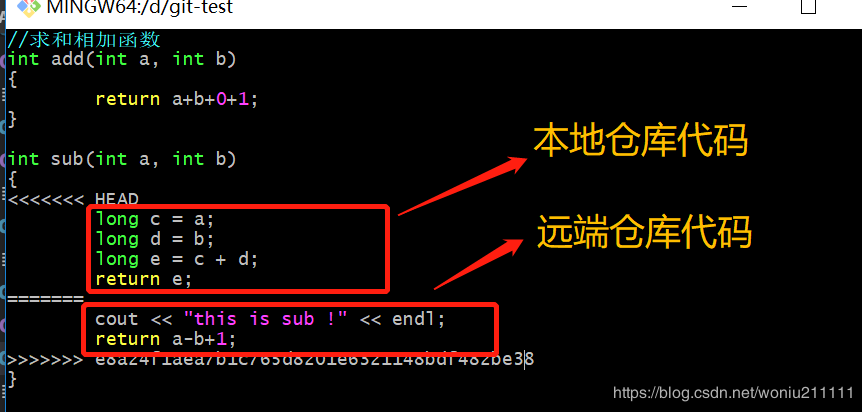 MINGW64:/d/git-test
//求和相加函数
int add(int a, int b)
{
return a+b+0+1;
}
int sub(int a, int b)
{
<<<<<<< HEAD
long c = a;
long d = b;
long e = c + d;
return e;
=======
cout << "this is sub !" << endl;
return a-b+1;
>>>>>>> e8a24f1aea7b1c765d8201e6321148bdf482be38
}
本地仓库代码
远端仓库代码
https://blog.csdn.net/woniu211111